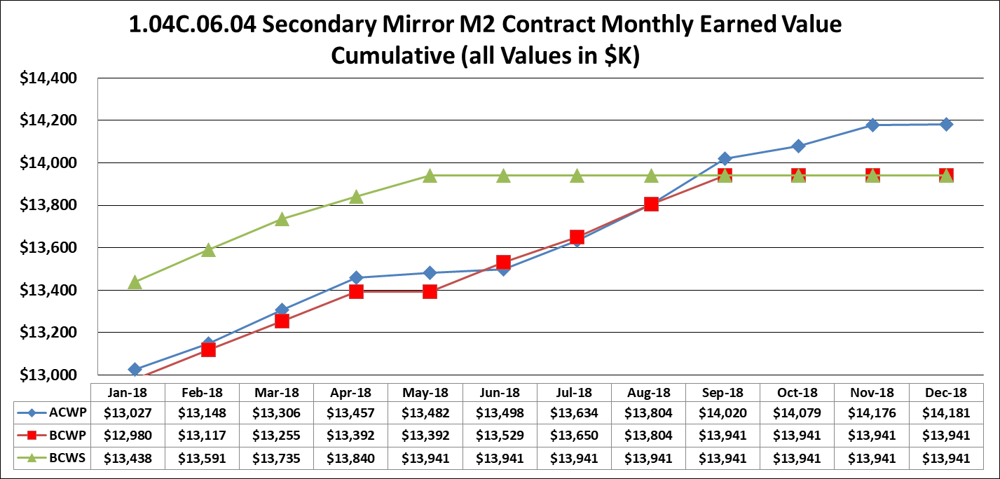 1.04C.06.04 Secondary Mirror M2 Contract Monthly Earned Value
Cumulative (all Values in $K)
$14,400
$14,200
$14,000
$13,800
$13,600
$13,400
$13,200
$13,000
Jan-18 Feb-18 Mar-18 Apr-18 May-18 Jun-18 Jul-18 Aug-18 Sep-18 Oct-18 Nov-18 Dec-18
ACWP $13,027 $13,148 $13,306 $13,457 $13,482 $13,498 $13,634 $13,804 $14,020 $14,079 $14,176 $14,181
BCWP $12,980 $13,117 $13,255 $13,392 $13,392 $13,529 $13,650 $13,804 $13,941 $13,941 $13,941 $13,941
BCWS $13,438 $13,591 $13,735 $13,840 $13,941 $13,941 $13,941 $13,941 $13,941 $13,941 $13,941 $13,941